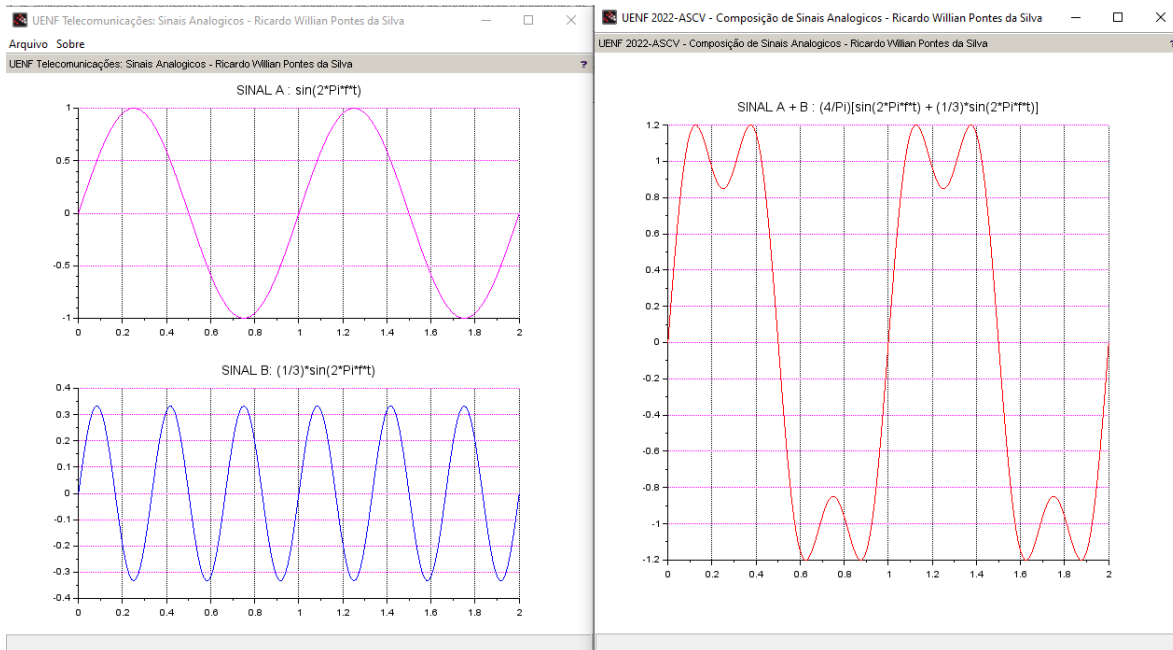 UENF Telecomunicações: Sinais Analogicos - Ricardo Willian Pontes da Silva
Arquivo Sobre
UENF Telecomunicações: Sinais Analogicos - Ricardo Willian Pontes da Silva ?
SINAL A : sin(2*Pi*f*t)
1
0.5
0
-0.5
-1
0 0.2 0.4 0.6 0.8 1 1.2 1.4 1.6 1.8 2
SINAL B: (1/3)*sin(2*Pi*f*t)
0.4
0.3
0.2
0.1
0
-0.1
-0.2
-0.3
-0.4
0 0.2 0.4 0.6 0.8 1 1.2 1.4 1.6 1.8 2
UENF 2022-ASCV - Composição de Sinais Analogicos - Ricardo Willian Pontes da Silva
UENF 2022-ASCV - Composição de Sinais Analogicos - Ricardo Willian Pontes da Silva ?
SINAL A + B : (4/Pi)[sin(2*Pi*f*t) + (1/3)*sin(2*Pi*f*t)]
1.2
1
0.8
0.6
0.4
0.2
0
-0.2
-0.4
-0.6
-0.8
-1
-1.2
0 0.2 0.4 0.6 0.8 1 1.2 1.4 1.6 1.8 2